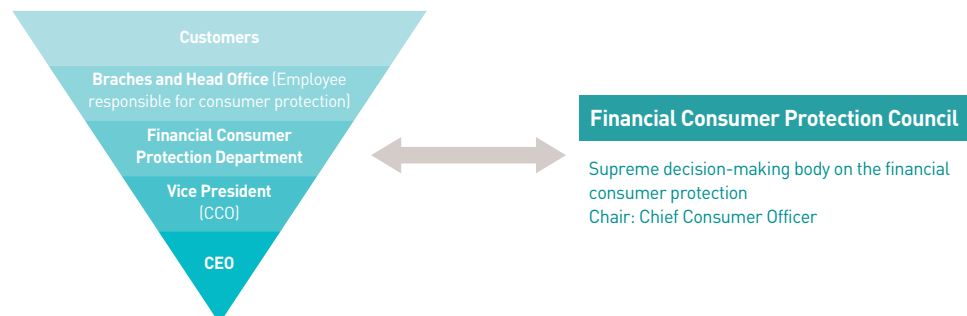 Customers
Braches and Head Office (Employee
responsible for consumer protection)
Financial Consumer
Protection Department
Vice President
(CCO)
CEO
Financial Consumer Protection Council
Supreme decision-making body on the financial
consumer protection
Chair: Chief Consumer Officer